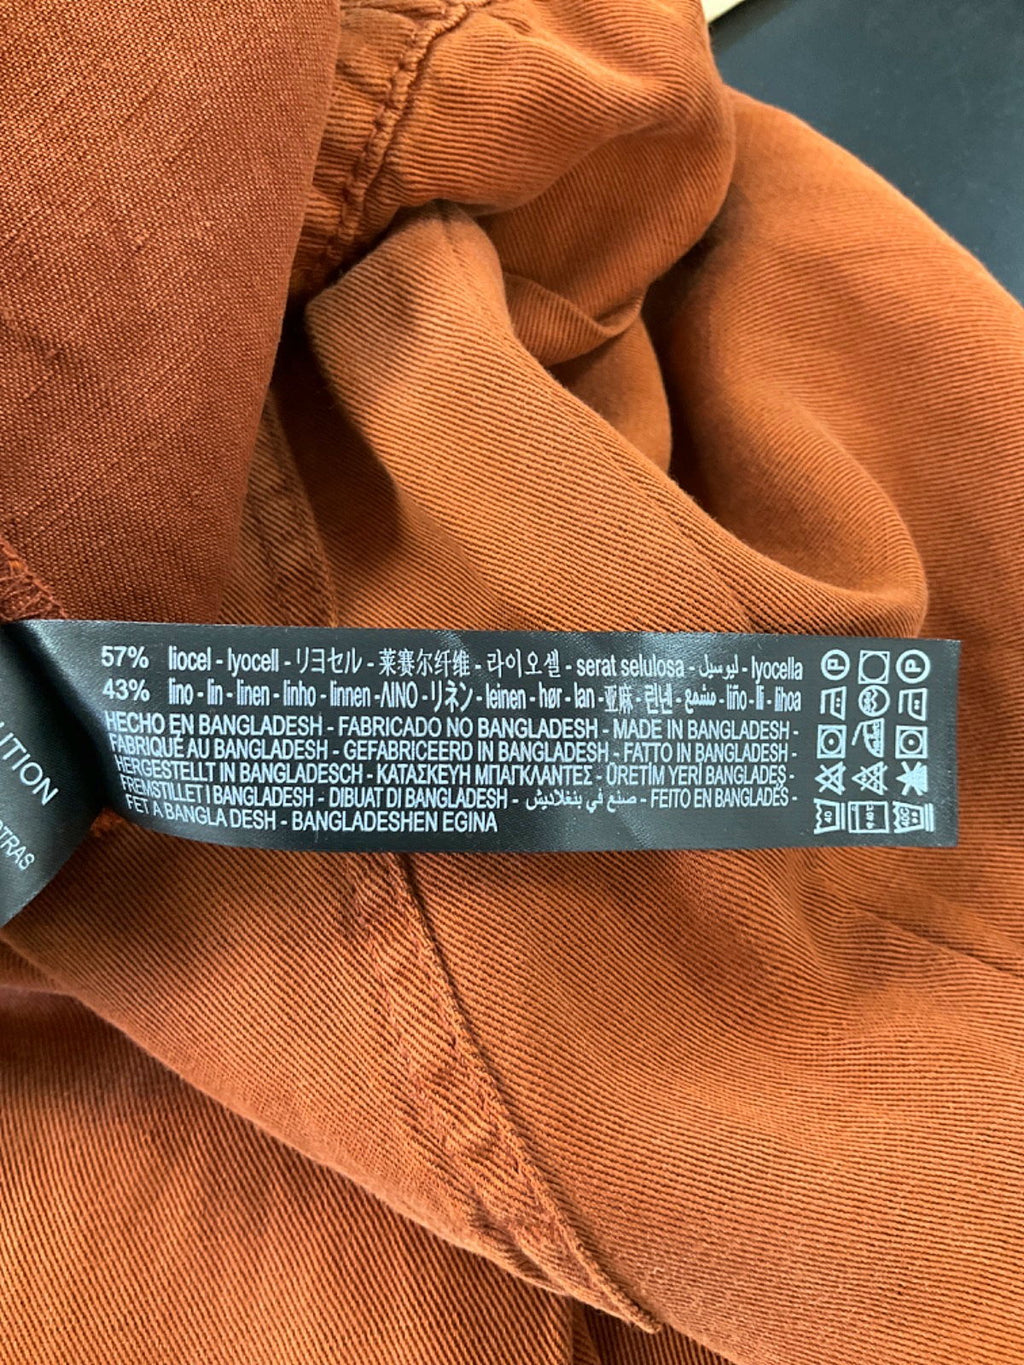 57% liocel - lyocell - リヨセル - 莱赛尔纤维 - 라이오셀 - serat selulosa - ليوسيل - lyocella
43% lino - lin - linen - linho - linnen - ΛΙΝΟ - リネン - leinen - hør - lan - 亚麻 - 린넨 - مشمع - liño - lli - lihoa
HECHO EN BANGLADESH - FABRICADO NO BANGLADESH - MADE IN BANGLADESH -
FABRIQUÉ AU BANGLADESH - GEFABRICEERD IN BANGLADESH - FATTO IN BANGLADESH -
HERGESTELLT IN BANGLADESCH - ΚΑΤΑΣΚΕΥΗ ΜΠΑΓΚΛΑΝΤΕΣ - ÜRETİM YERİ BANGLADEŞ -
FREMSTILLET I BANGLADESH - DIBUAT DI BANGLADESH - صنع في بنغلاديش - FEITO EN BANGLADÉS -
FET A BANGLA DESH - BANGLADESHEN EGINA
P P
40
UTION
OTRAS